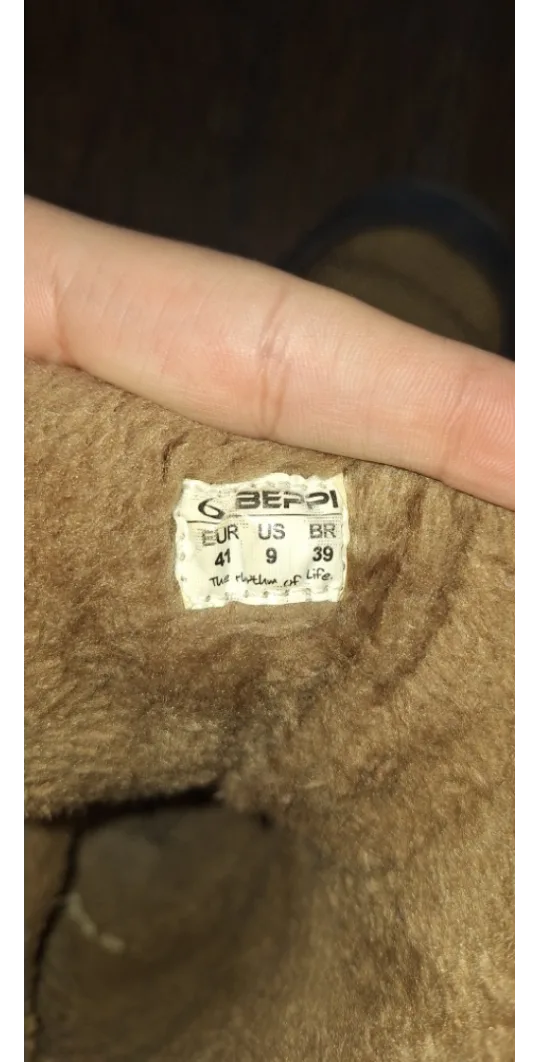 BEPPI
EUR US BR
41 9 39
The rhythm of Life.